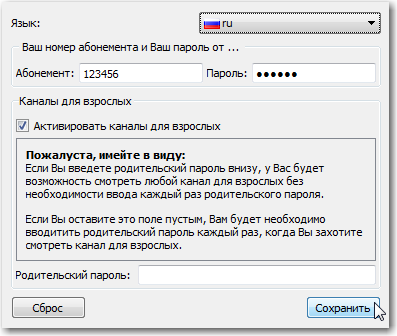 Язык: ru
Ваш номер абонемента и Ваш пароль от ...
Абонемент: 123456 Пароль: ●●●●●●
Каналы для взрослых
Активировать каналы для взрослых
Пожалуста, имейте в виду:
Если Вы введете родительский пароль внизу, у Вас будет
возможность смотреть любой канал для взрослых без
необходимости ввода каждый раз родительского пароля.
Если Вы оставите это поле пустым, Вам будет необходимо
вводитить родительский пароль каждый раз, когда Вы захотите
смотреть канал для взрослых.
Родительский пароль:
Сброс Сохранить